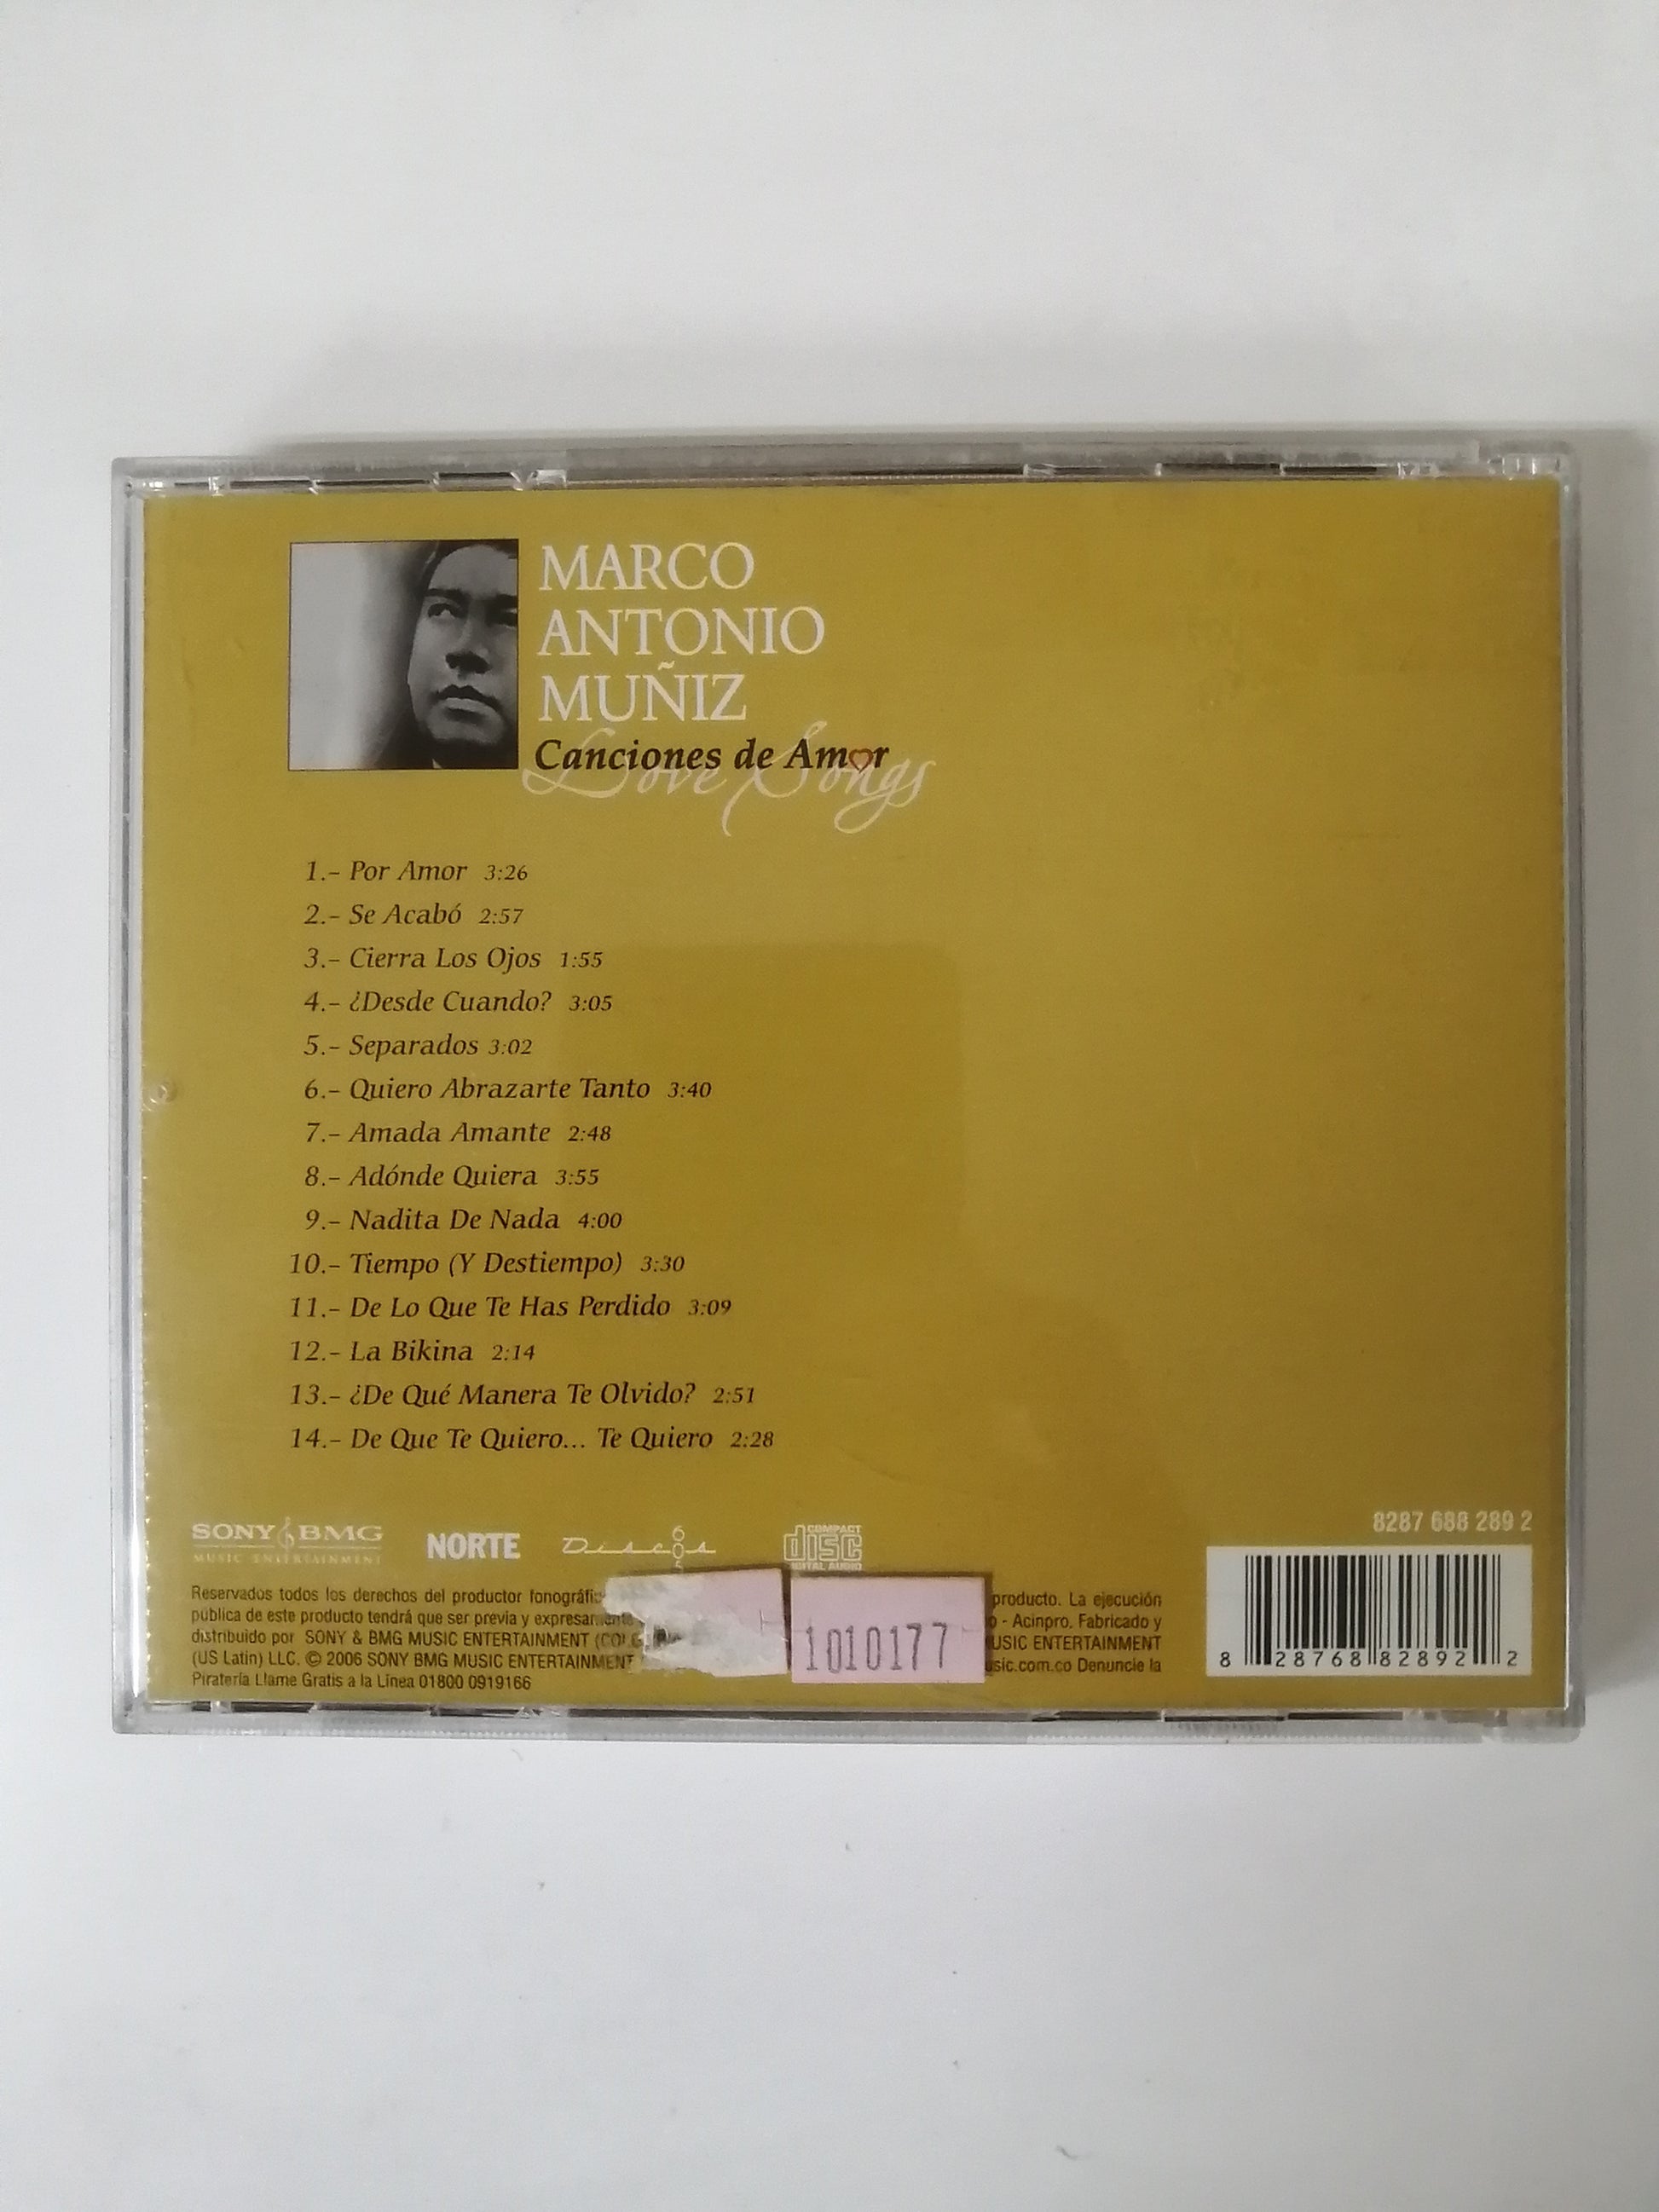 MARCO
ANTONIO
MUÑIZ
Canciones de Amor
Love Songs
1.- Por Amor 3:26
2.- Se Acabó 2:57
3.- Cierra Los Ojos 1:55
4.- ¿Desde Cuando? 3:05
5.- Separados 3:02
6.- Quiero Abrazarte Tanto 3:40
7.- Amada Amante 2:48
8.- Adónde Quiera 3:55
9.- Nadita De Nada 4:00
10.- Tiempo (Y Destiempo) 3:30
11.- De Lo Que Te Has Perdido 3:09
12.- La Bikina 2:14
13.- ¿De Qué Manera Te Olvido? 2:51
14.- De Que Te Quiero... Te Quiero 2:28
8287 688 289 2
SONY BMG
MUSIC ENTERTAINMENT
NORTE
Discos 605
COMPACT
disc
DIGITAL AUDIO
Reservados todos los derechos del productor producto. La ejecución
pública de este producto tendrá que ser previa y - Acinpro. Fabricado y
distribuido por SONY & BMG MUSIC ENTERTAINMENT MUSIC ENTERTAINMENT
(US Latin) LLC. © 2006 SONY BMG MUSIC ENTERTAINMENT Denuncie la
Piratería Llame Gratis a la Línea 01800 0919166
1010177
8 28768 82892 2